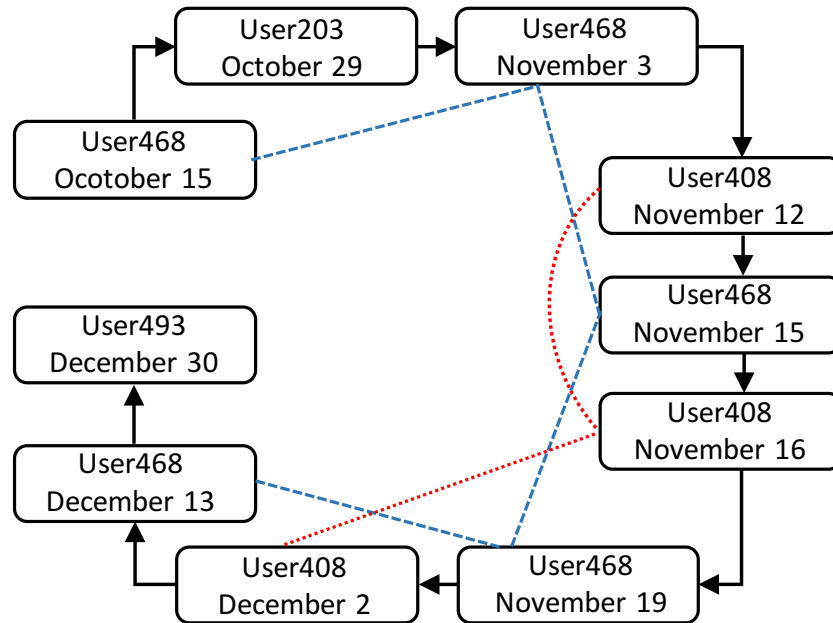 User203
October 29
User468
November 3
User468
Ocotober 15
User408
November 12
User468
November 15
User493
December 30
User408
November 16
User468
December 13
User408
December 2
User468
November 19